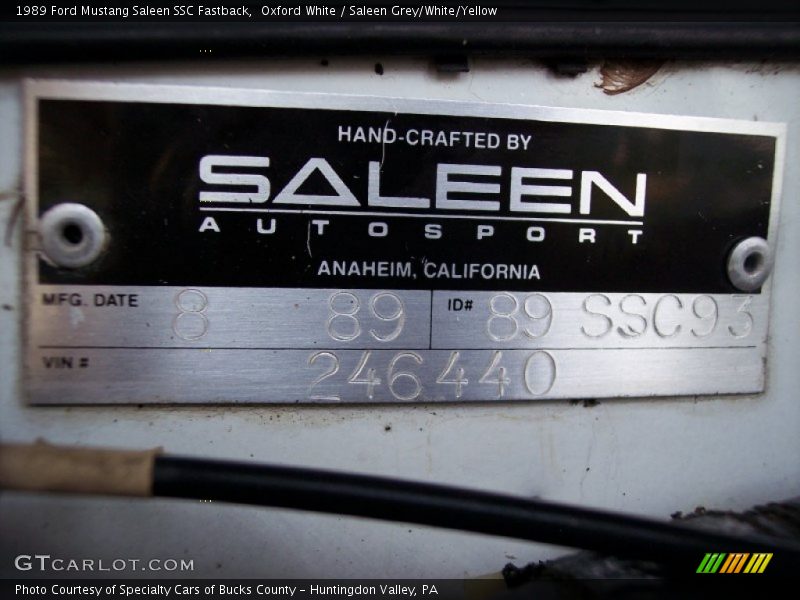 1989 Ford Mustang Saleen SSC Fastback,  Oxford White / Saleen Grey/White/Yellow
HAND-CRAFTED BY
SALEEN
AUTOSPORT
ANAHEIM, CALIFORNIA
MFG. DATE 8 89 ID# 89 SSC93
VIN # 246440
GTCARLOT.COM
Photo Courtesy of Specialty Cars of Bucks County - Huntingdon Valley, PA